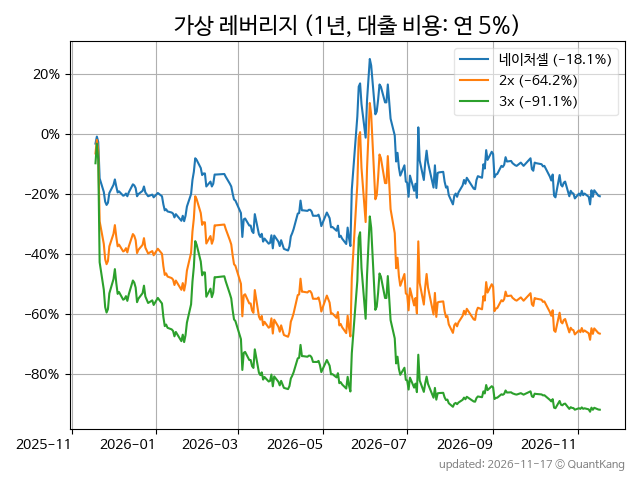 가상 레버리지 (1년, 대출 비용: 연 5%)
네이처셀 (-18.1%)
2x (-64.2%)
3x (-91.1%)
20%
0%
-20%
-40%
-60%
-80%
2025-11 2026-01 2026-03 2026-05 2026-07 2026-09 2026-11
updated: 2026-11-17 © QuantKang